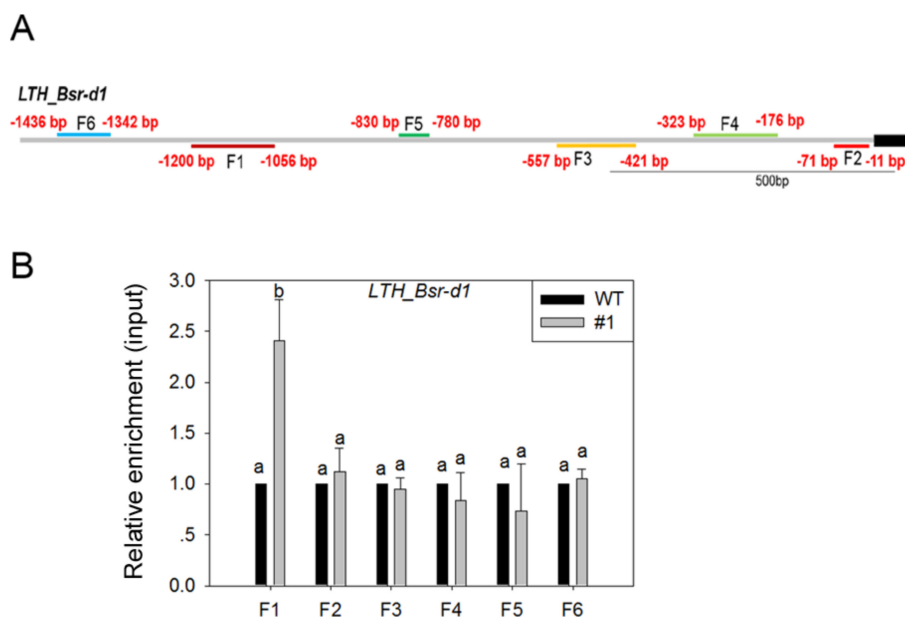 A
LTH_Bsr-d1
-1436 bp F6 -1342 bp -830 bp F5 -780 bp -323 bp F4 -176 bp
-1200 bp F1 -1056 bp -557 bp F3 -421 bp -71 bp F2 -11 bp
500bp
B
Relative enrichment (input)
3.0
2.5
2.0
1.5
1.0
.5
0.0
LTH_Bsr-d1
WT
#1
a b a a a a a a a a a a
F1 F2 F3 F4 F5 F6